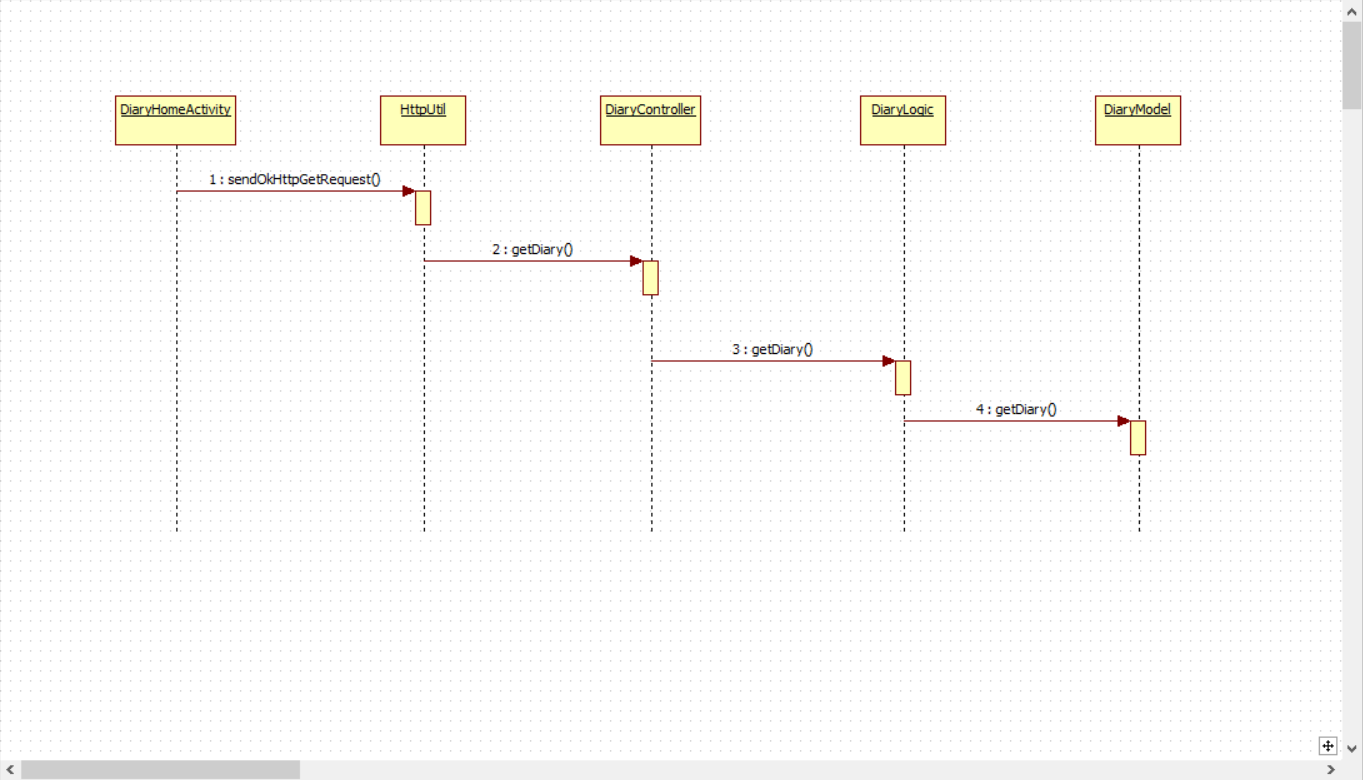 DiaryHomeActivity
HttpUtil
DiaryController
DiaryLogic
DiaryModel
1 : sendOkHttpGetRequest()
2 : getDiary()
3 : getDiary()
4 : getDiary()